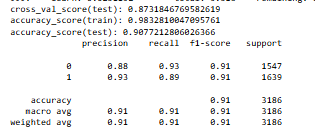 cross_val_score(test): 0.8731846769582619
accuracy_score(train): 0.9832810047095761
accuracy_score(test): 0.9077212806026366
precision recall f1-score support
0 0.88 0.93 0.91 1547
1 0.93 0.89 0.91 1639
accuracy 0.91 3186
macro avg 0.91 0.91 0.91 3186
weighted avg 0.91 0.91 0.91 3186